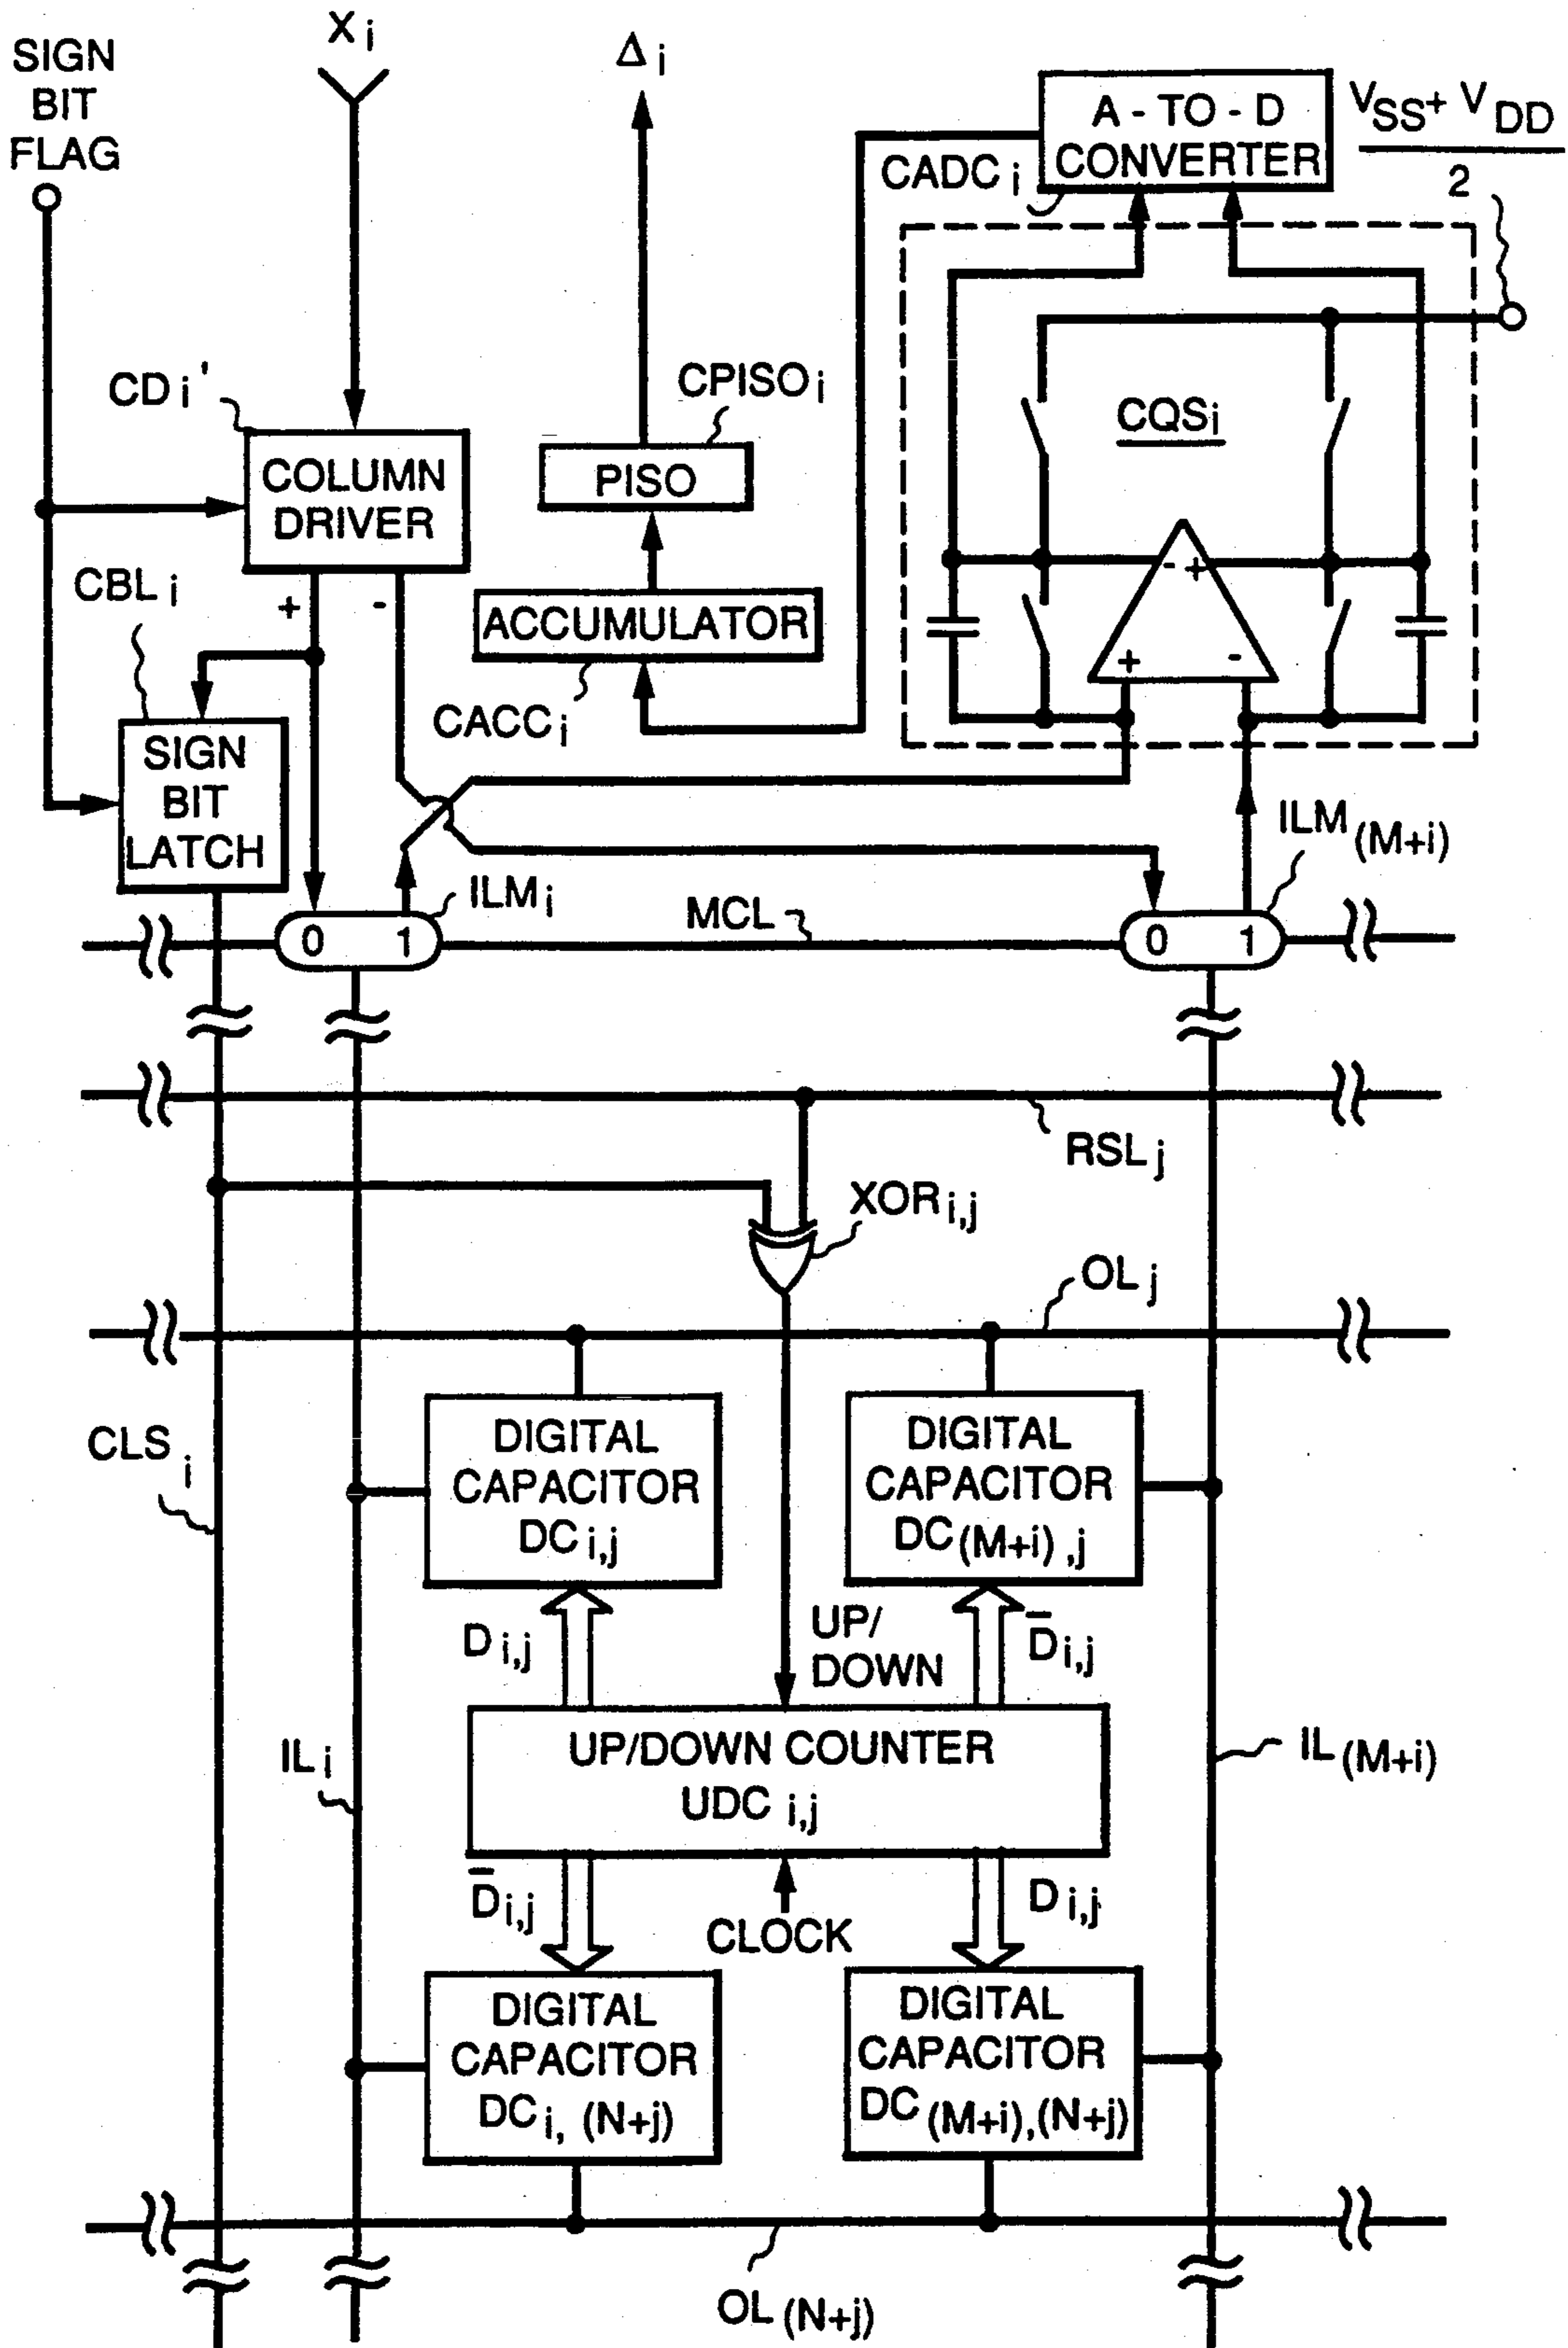 SIGN
BIT
FLAG
X i
Δ i
A - TO - D
CONVERTER
CADC i
VSS + VDD
2
CD i '
COLUMN
DRIVER
CPISO i
PISO
CQS i
- +
+ -
CBL i
+ -
ACCUMULATOR
CACC i
SIGN
BIT
LATCH
ILM i
MCL
ILM (M+i)
0 1
0 1
RSL j
XOR i,j
OL j
CLS i
DIGITAL
CAPACITOR
DC i,j
DIGITAL
CAPACITOR
DC (M+i) ,j
D i,j
UP/
DOWN
D̅ i,j
IL i
UP/DOWN COUNTER
UDC i,j
IL (M+i)
D̅ i,j
CLOCK
D i,j
DIGITAL
CAPACITOR
DC i, (N+j)
DIGITAL
CAPACITOR
DC (M+i),(N+j)
OL (N+j)